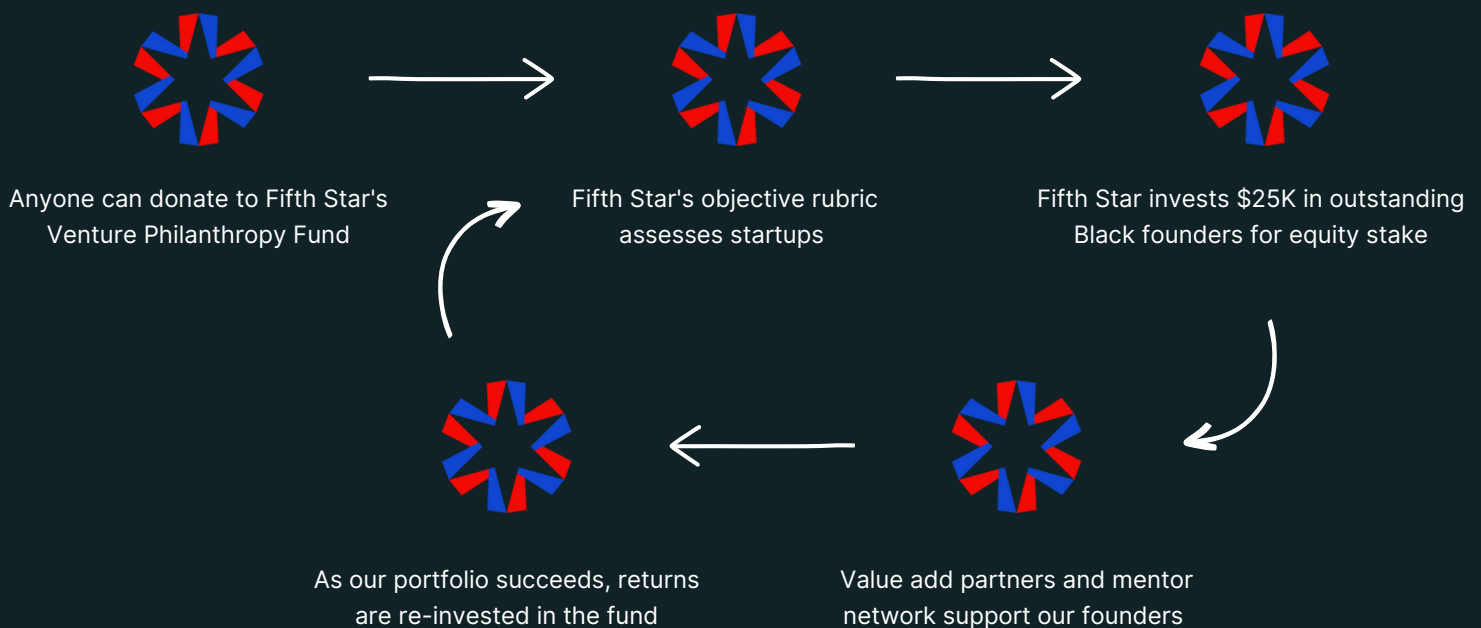 Anyone can donate to Fifth Star's
Venture Philanthropy Fund
Fifth Star's objective rubric
assesses startups
Fifth Star invests $25K in outstanding
Black founders for equity stake
As our portfolio succeeds, returns
are re-invested in the fund
Value add partners and mentor
network support our founders